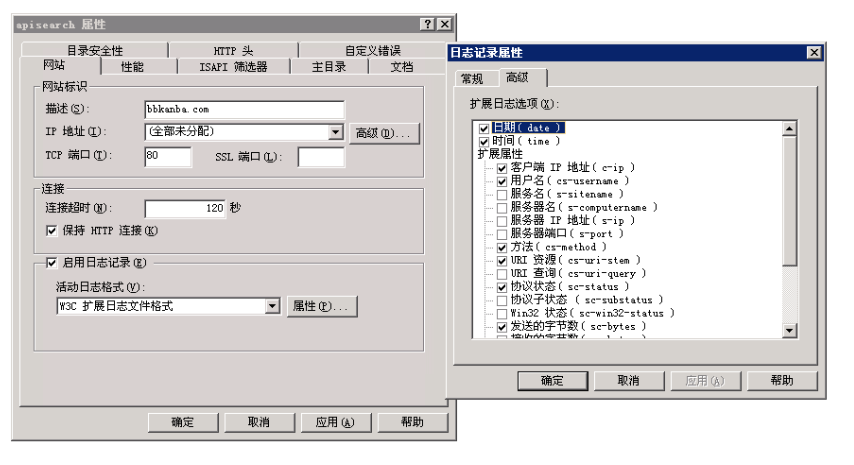 apisearch 属性
目录安全性 HTTP 头 自定义错误
网站 性能 ISAPI 筛选器 主目录 文档
网站标识
描述(S): bbkanba.com
IP 地址(I): (全部未分配) 高级(D)...
TCP 端口(T): 80 SSL 端口(L):
连接
连接超时(N): 120 秒
保持 HTTP 连接(K)
启用日志记录(E)
活动日志格式(V):
W3C 扩展日志文件格式 属性(P)...
确定 取消 应用(A) 帮助
日志记录属性
常规 高级
扩展日志选项(X):
日期( date )
时间( time )
扩展属性
客户端 IP 地址( c-ip )
用户名( cs-username )
服务名( s-sitename )
服务器名( s-computername )
服务器 IP 地址( s-ip )
服务器端口( s-port )
方法( cs-method )
URI 资源( cs-uri-stem )
URI 查询( cs-uri-query )
协议状态( sc-status )
协议子状态 ( sc-substatus )
Win32 状态( sc-win32-status )
发送的字节数( sc-bytes )
确定 取消 应用(A) 帮助